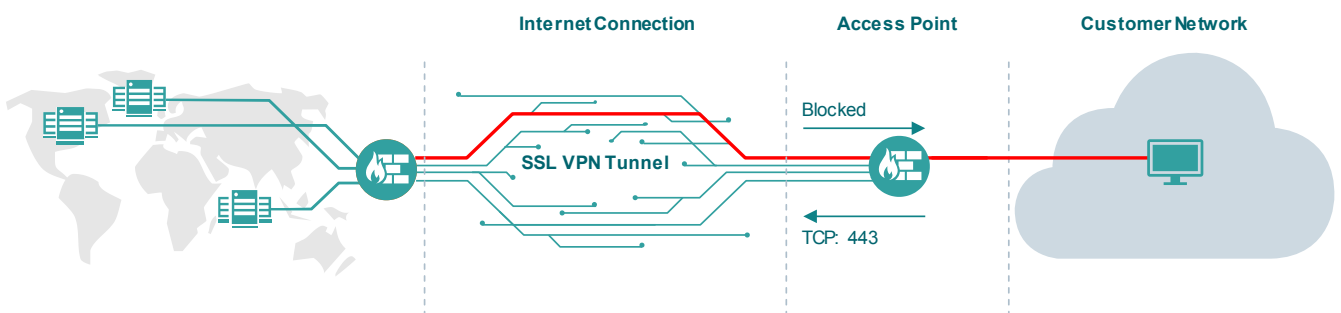 Internet Connection
Access Point
Customer Network
Blocked
SSL VPN Tunnel
TCP: 443